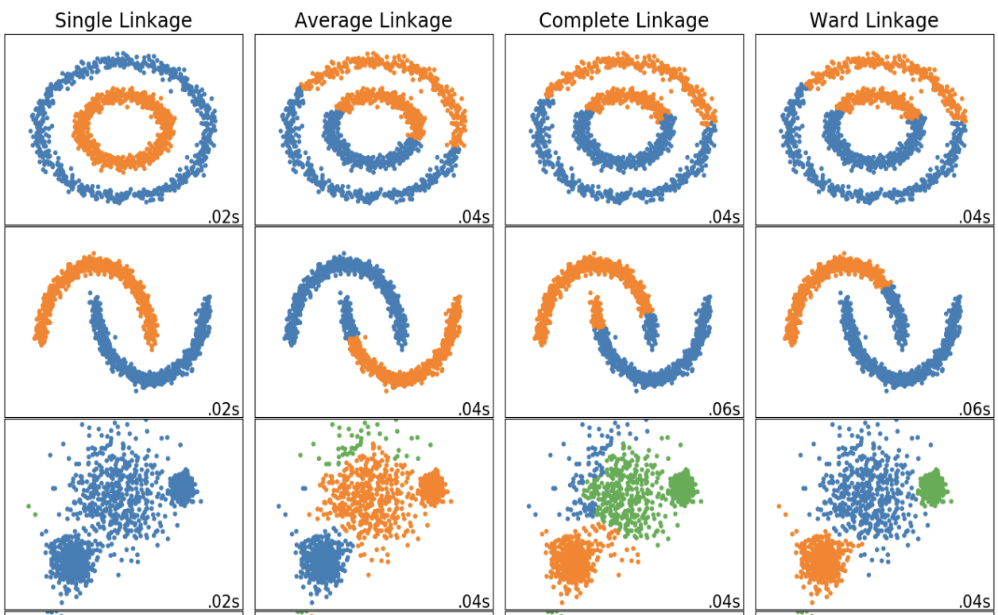 Single Linkage Average Linkage Complete Linkage Ward Linkage
.02s .04s .04s .04s
.02s .04s .06s .06s
.02s .04s .04s .04s